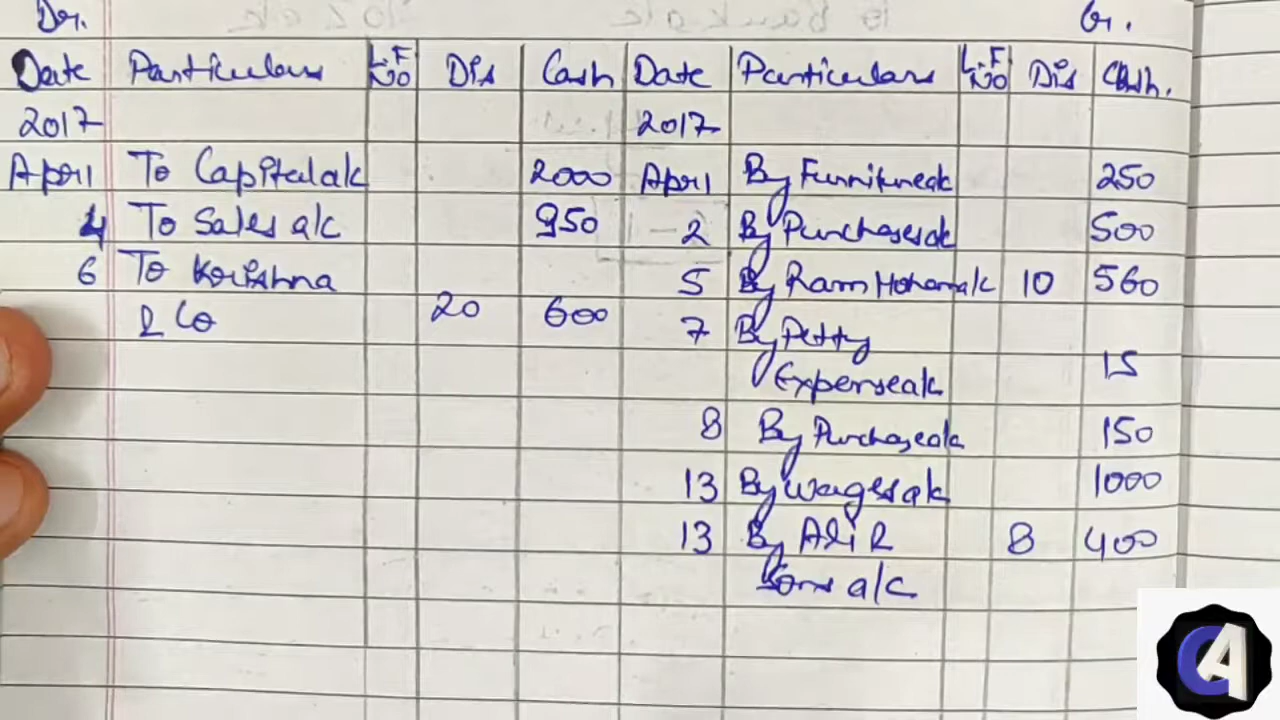 Dr. Cr.
Date Particulars L.F No Dis Cash Date Particulars L.F No Dis Cash.
2017 2017
April To Capital a/c 2000 April By Furniture a/c 250
4 To Sales a/c 950 2 By Purchases a/c 500
6 To Krishna 5 By Ram Mohan a/c 10 560
& Co 20 600 7 By Petty
Expense a/c 15
8 By Purchase a/c 150
13 By Wages a/c 1000
13 By Ali & 8 400
Sons a/c
CA